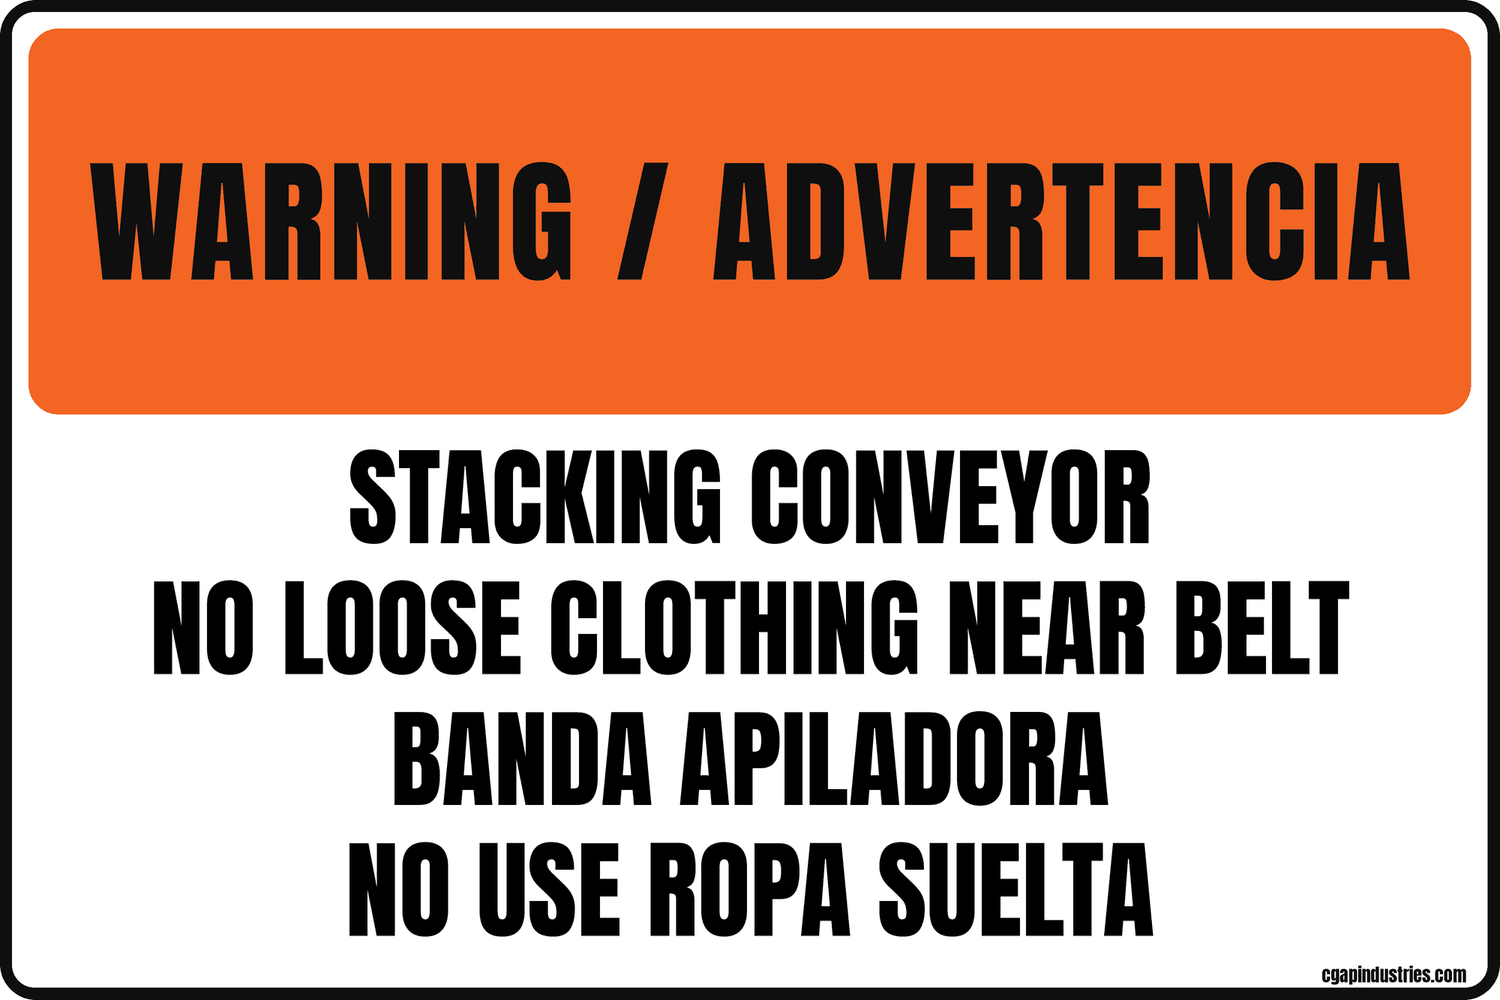 WARNING / ADVERTENCIA
STACKING CONVEYOR
NO LOOSE CLOTHING NEAR BELT
BANDA APILADORA
NO USE ROPA SUELTA
cgapindustries.com